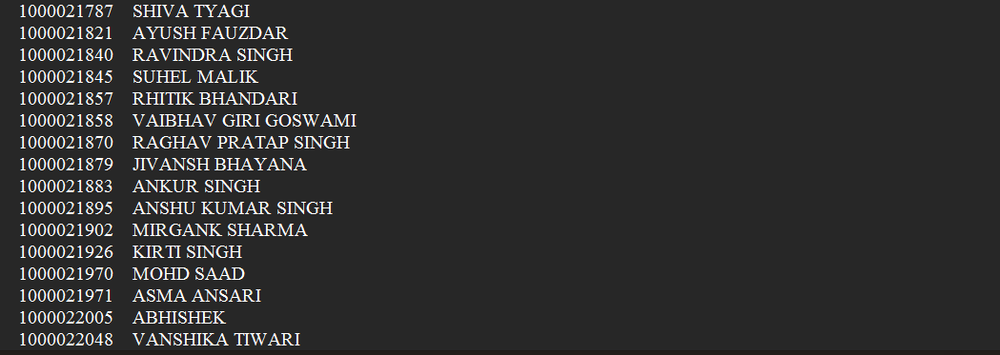 1000021787 SHIVA TYAGI
1000021821 AYUSH FAUZDAR
1000021840 RAVINDRA SINGH
1000021845 SUHEL MALIK
1000021857 RHITIK BHANDARI
1000021858 VAIBHAV GIRI GOSWAMI
1000021870 RAGHAV PRATAP SINGH
1000021879 JIVANSH BHAYANA
1000021883 ANKUR SINGH
1000021895 ANSHU KUMAR SINGH
1000021902 MIRGANK SHARMA
1000021926 KIRTI SINGH
1000021970 MOHD SAAD
1000021971 ASMA ANSARI
1000022005 ABHISHEK
1000022048 VANSHIKA TIWARI